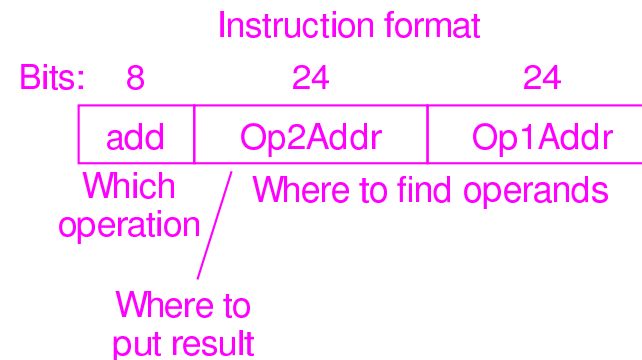 Instruction format
Bits: 8 24 24
add Op2Addr Op1Addr
Which
operation
Where to find operands
Where to
put result